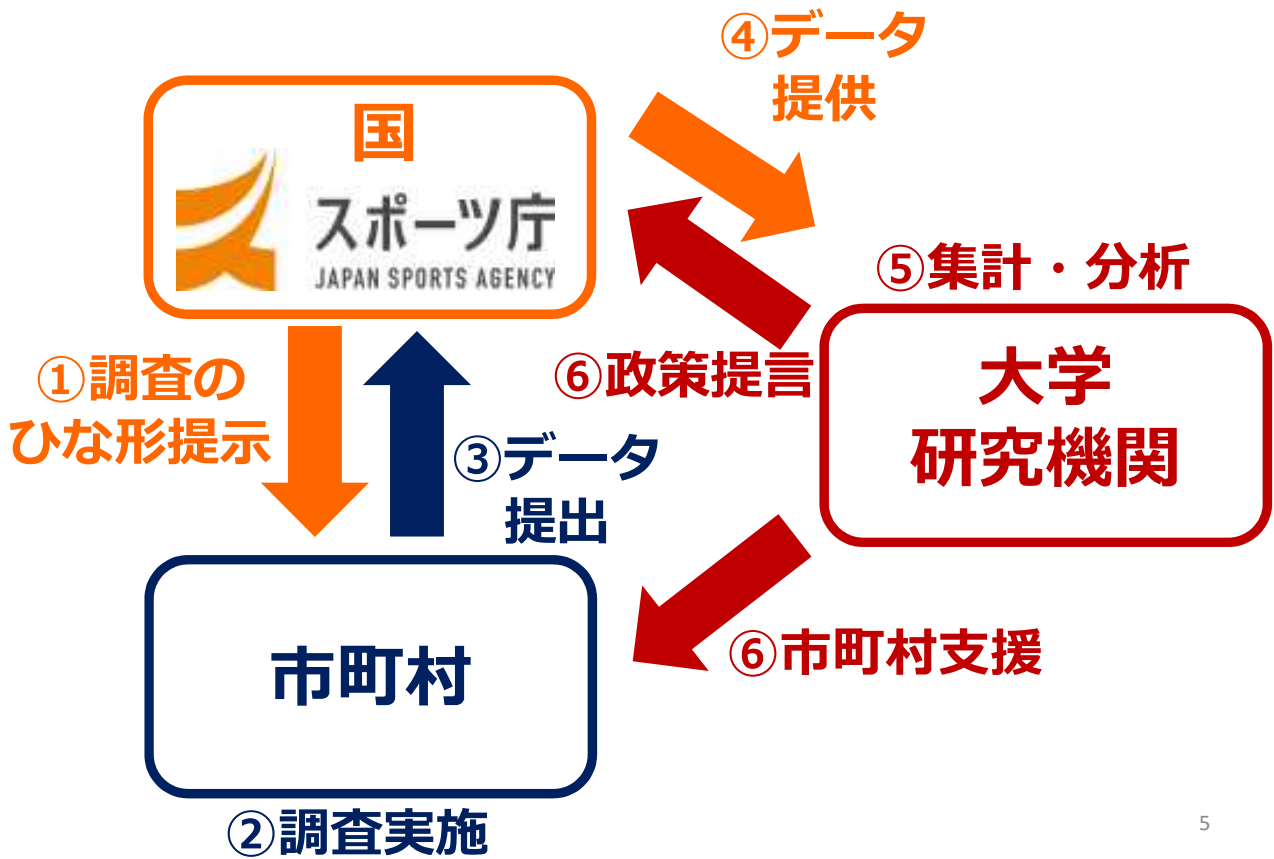 ④データ
提供
国
スポーツ庁
JAPAN SPORTS AGENCY
⑤集計・分析
①調査の
ひな形提示
⑥政策提言
大学
研究機関
③データ
提出
市町村
⑥市町村支援
②調査実施
5